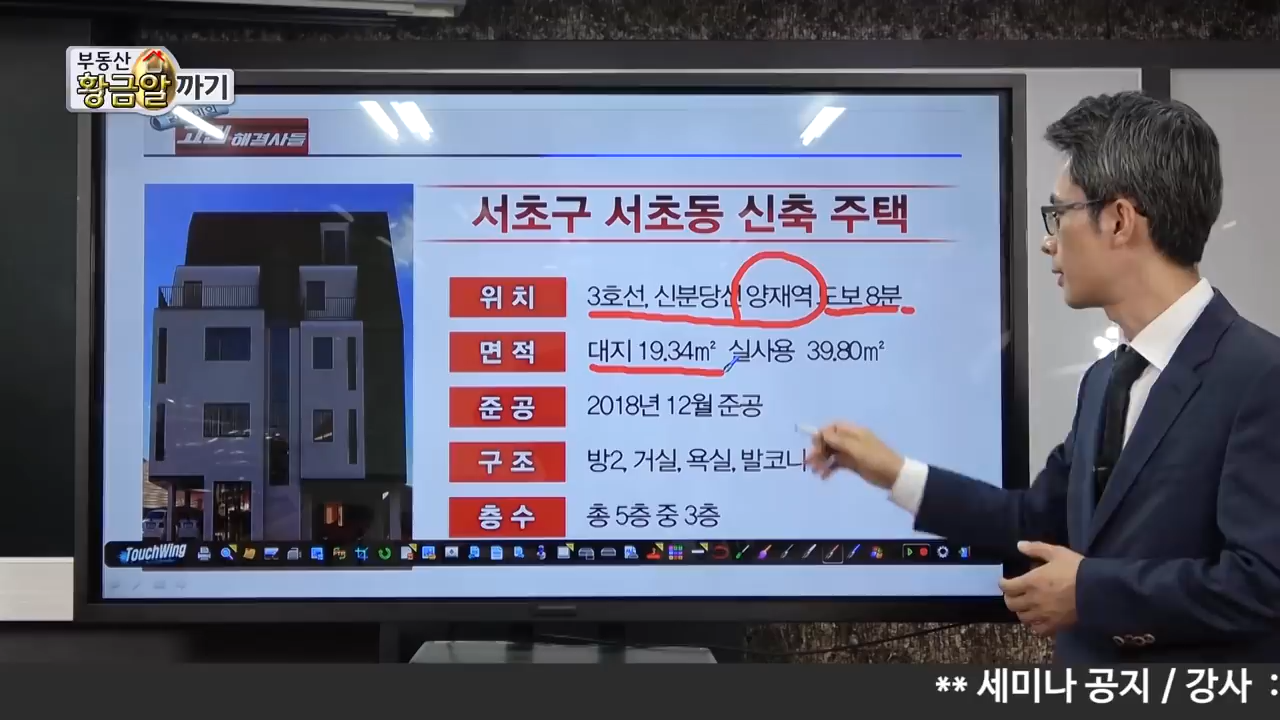 부동산
황금알까기
해결사들
서초구 서초동 신축 주택
위 치 3호선, 신분당선 양재역 도보 8분
면 적 대지 19.34㎡ 실사용 39.80㎡
준 공 2018년 12월 준공
구 조 방2, 거실, 욕실, 발코니
층 수 총 5층 중 3층
TouchWing
** 세미나 공지 / 강사 :